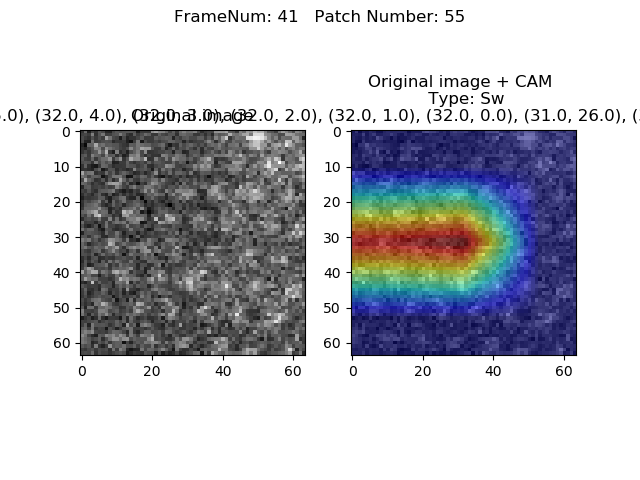 FrameNum: 41   Patch Number: 55
Original image + CAM
Type: Sw
.0), (32.0, 4.0), (32.0, 3.0), (32.0, 2.0), (32.0, 1.0), (32.0, 0.0), (31.0, 26.0), (
Original image
0
10
20
30
40
50
60
0 20 40 60
0
10
20
30
40
50
60
0 20 40 60